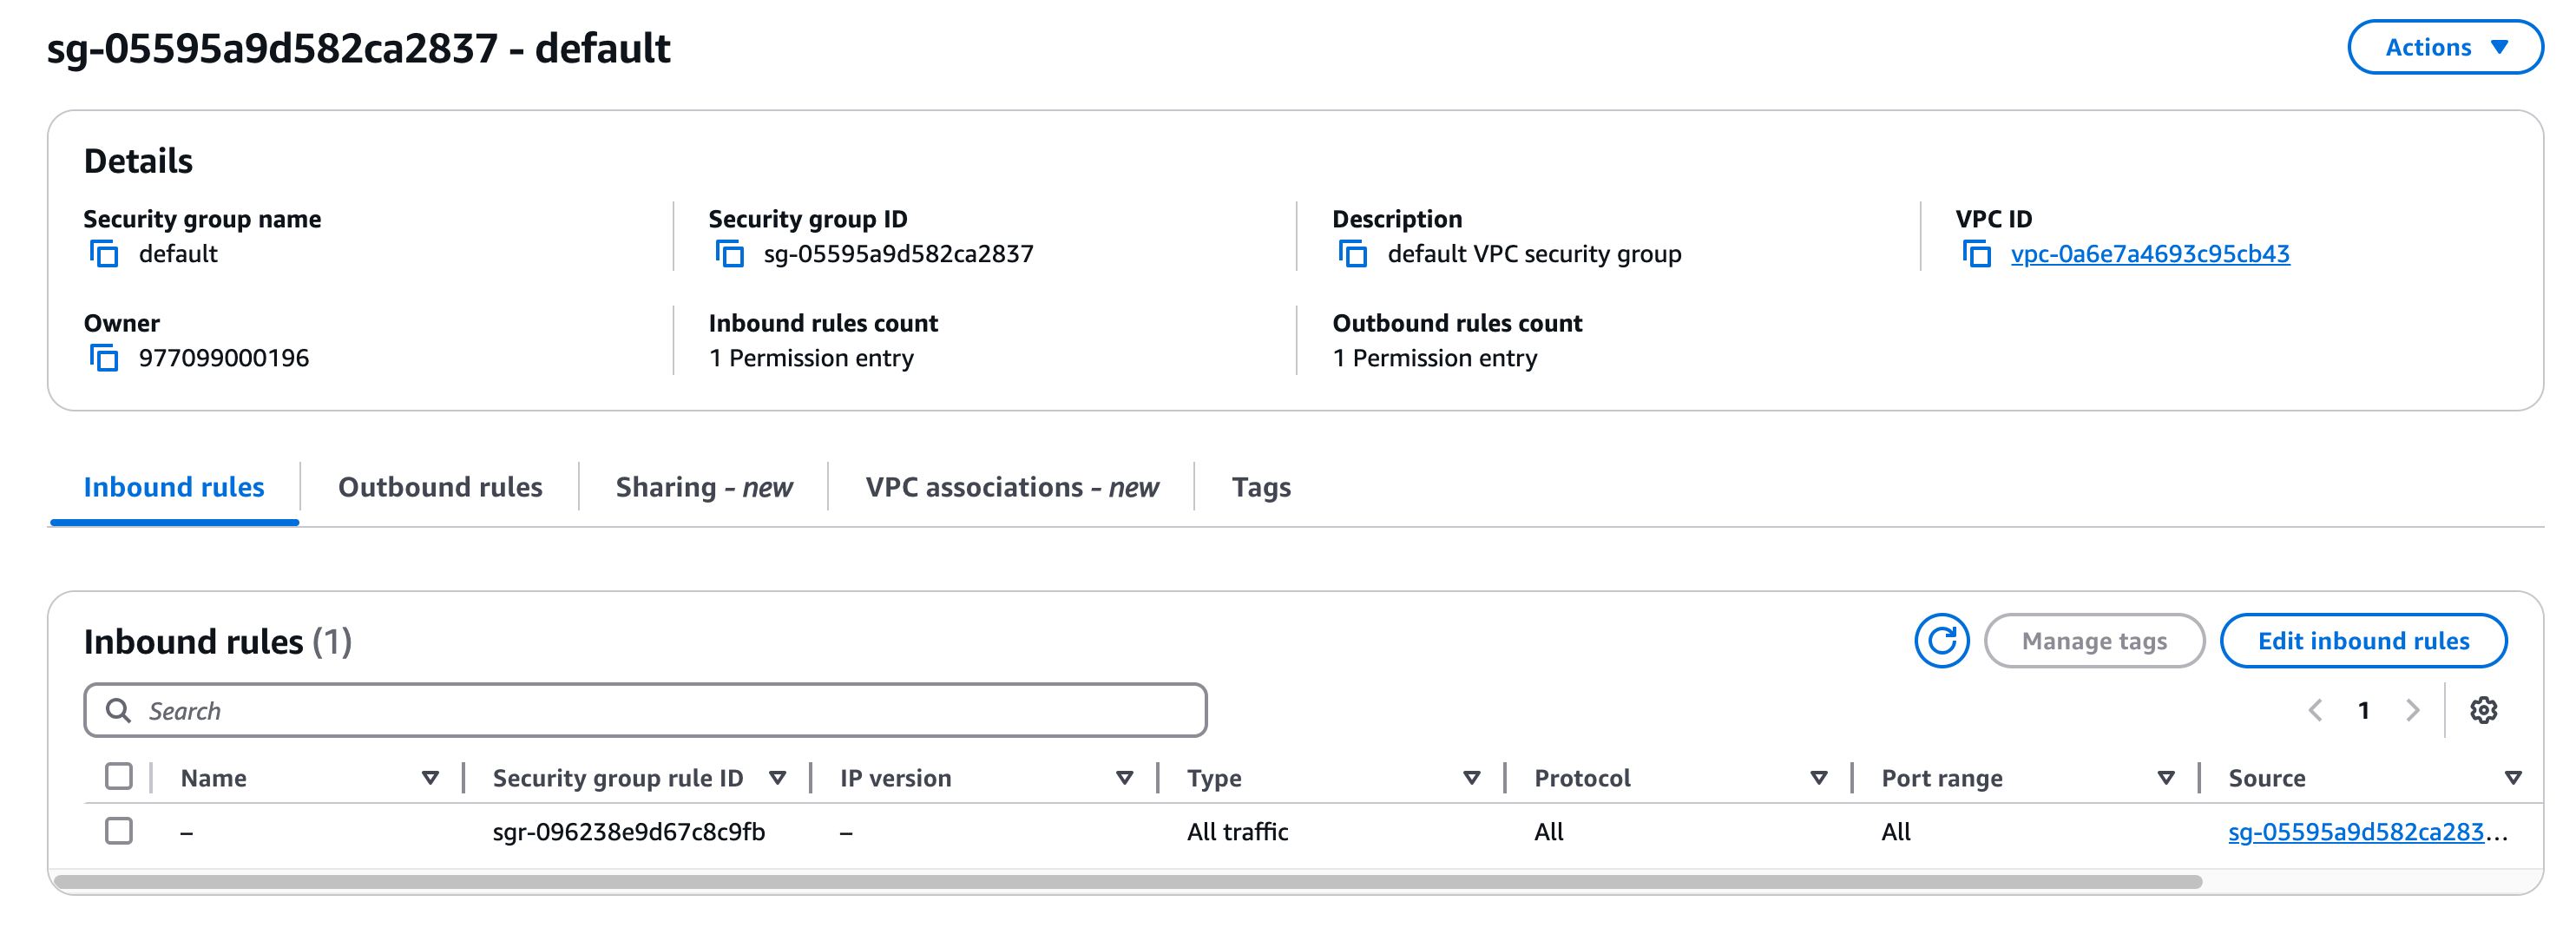 sg-05595a9d582ca2837 - default
Actions
Details
Security group name
default
Security group ID
sg-05595a9d582ca2837
Description
default VPC security group
VPC ID
vpc-0a6e7a4693c95cb43
Owner
977099000196
Inbound rules count
1 Permission entry
Outbound rules count
1 Permission entry
Inbound rules
Outbound rules
Sharing - new
VPC associations - new
Tags
Inbound rules (1)
Manage tags
Edit inbound rules
Search
1
Name Security group rule ID IP version Type Protocol Port range Source
– sgr-096238e9d67c8c9fb – All traffic All All sg-05595a9d582ca283...